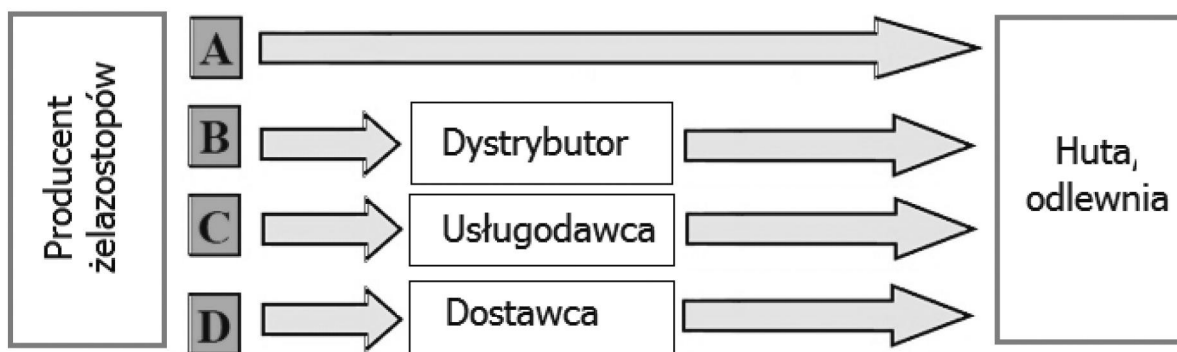 Producent
żelazostopów
A
B
Dystrybutor
C
Usługodawca
D
Dostawca
Huta,
odlewnia